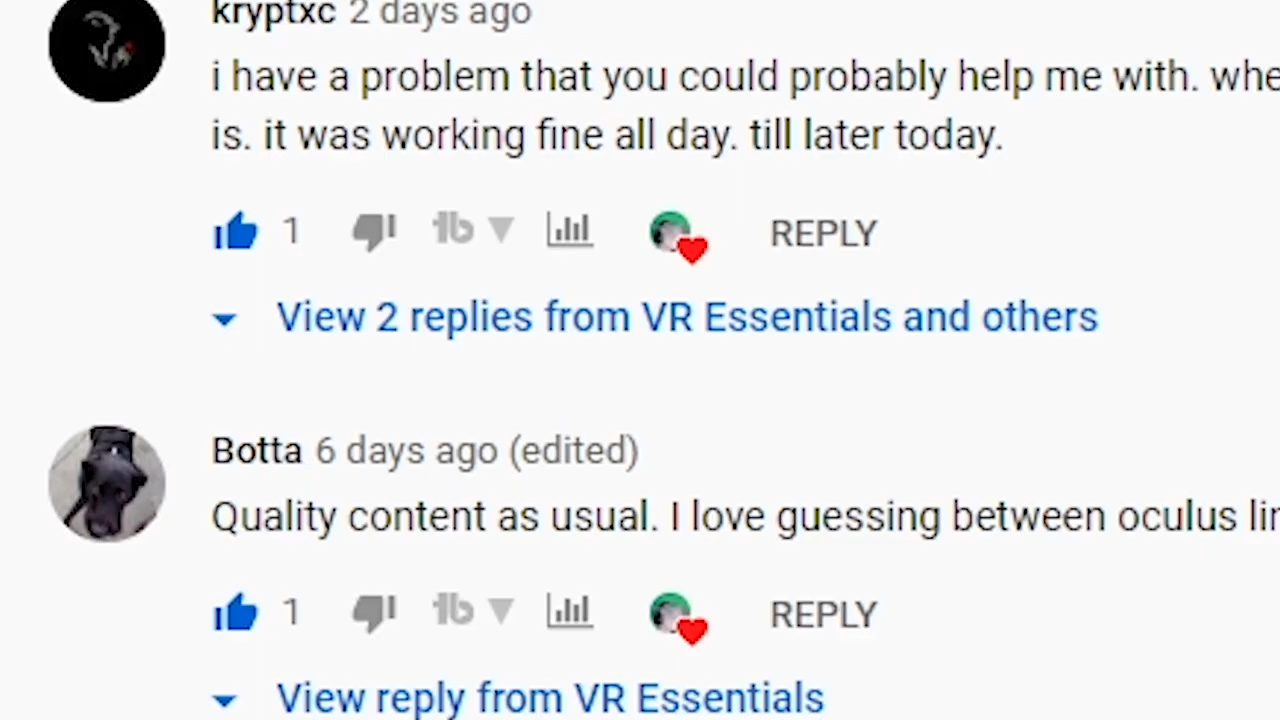 kryptxc 2 days ago
i have a problem that you could probably help me with.
is. it was working fine all day. till later today.
1 REPLY
View 2 replies from VR Essentials and others
Botta 6 days ago (edited)
Quality content as usual. I love guessing between oculus
1 REPLY
View reply from VR Essentials